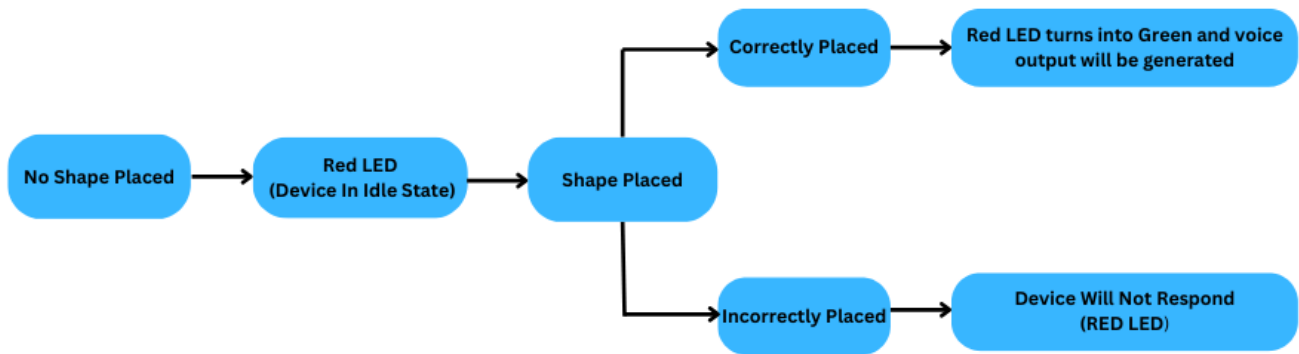 No Shape Placed
Red LED
(Device In Idle State)
Shape Placed
Correctly Placed
Red LED turns into Green and voice
output will be generated
Incorrectly Placed
Device Will Not Respond
(RED LED)